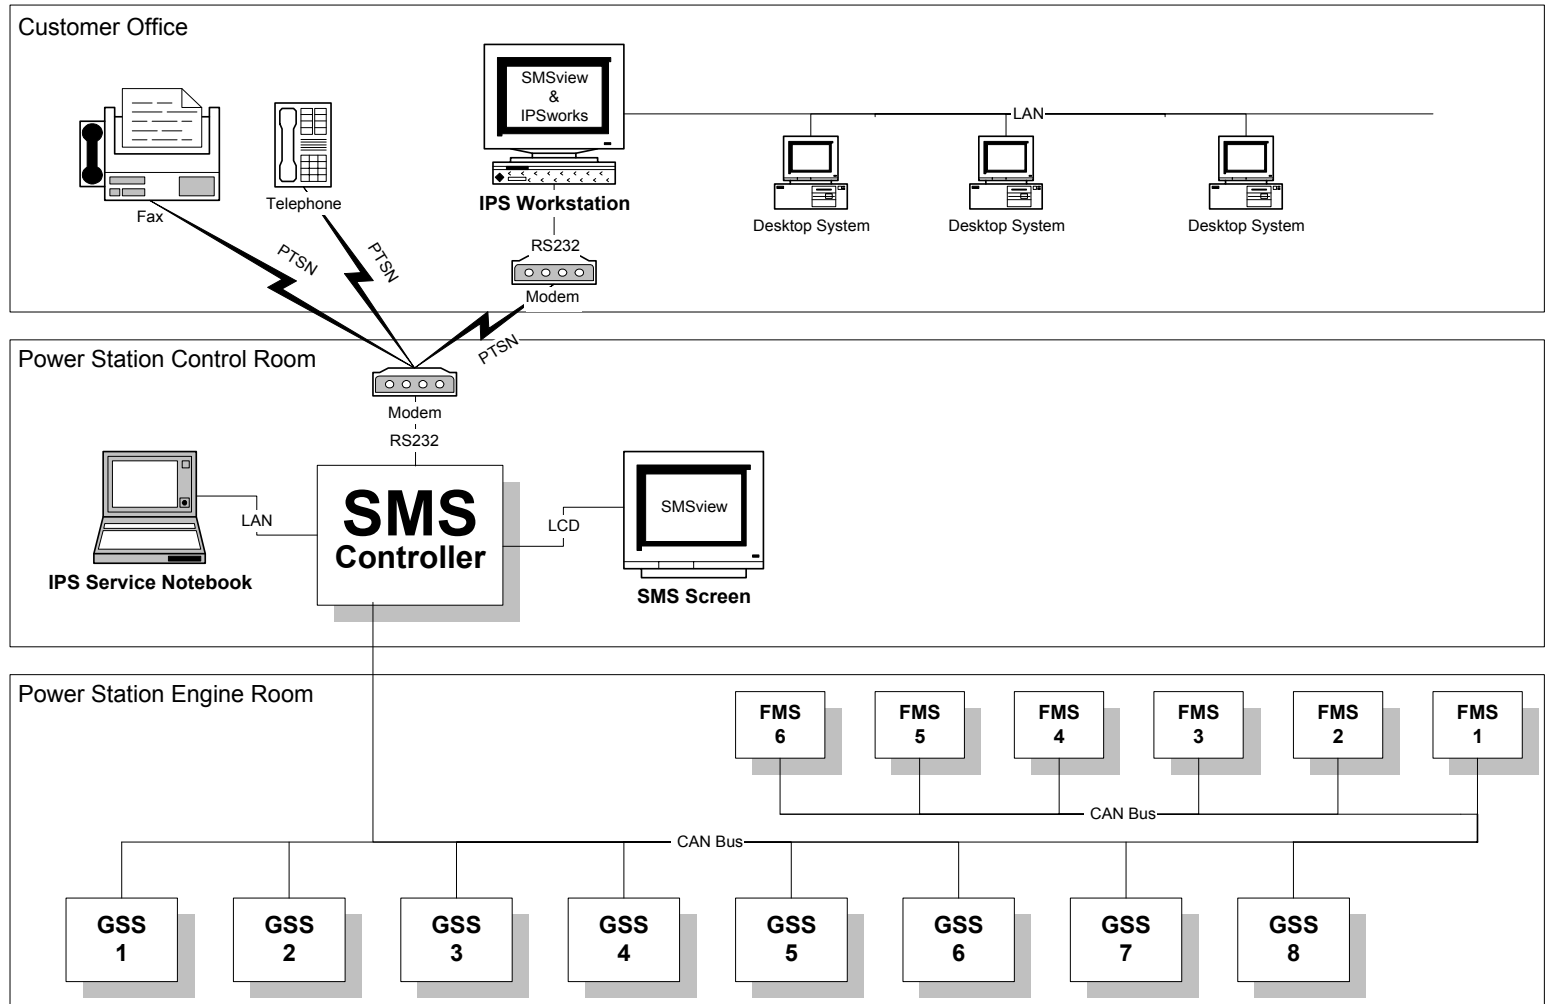 Customer Office
SMSview
&
IPSworks
LAN
Fax
Telephone
IPS Workstation
Desktop System
Desktop System
Desktop System
PTSN
PTSN
RS232
Modem
PTSN
Power Station Control Room
Modem
RS232
SMS
Controller
LAN
LCD
SMSview
IPS Service Notebook
SMS Screen
Power Station Engine Room
FMS
6
FMS
5
FMS
4
FMS
3
FMS
2
FMS
1
CAN Bus
CAN Bus
GSS
1
GSS
2
GSS
3
GSS
4
GSS
5
GSS
6
GSS
7
GSS
8